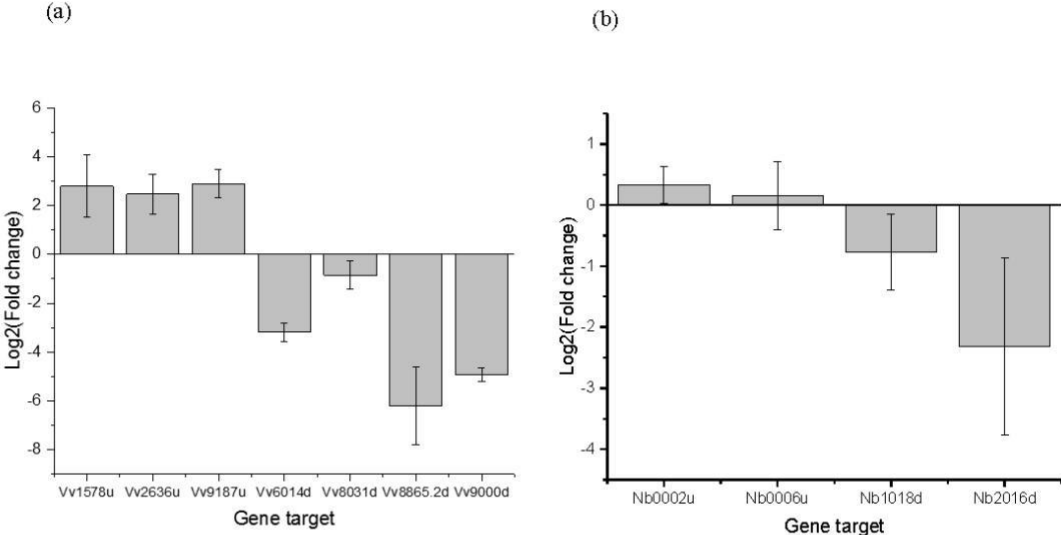 (a)
(b)
6
4
2
0
-2
-4
-6
-8
Log2(Fold change)
Vv1578u Vv2636u Vv9187u Vv6014d Vv8031d Vv8865.2d Vv9000d
Gene target
1
0
-1
-2
-3
-4
Log2(Fold change)
Nb0002u Nb0006u Nb1018d Nb2016d
Gene target